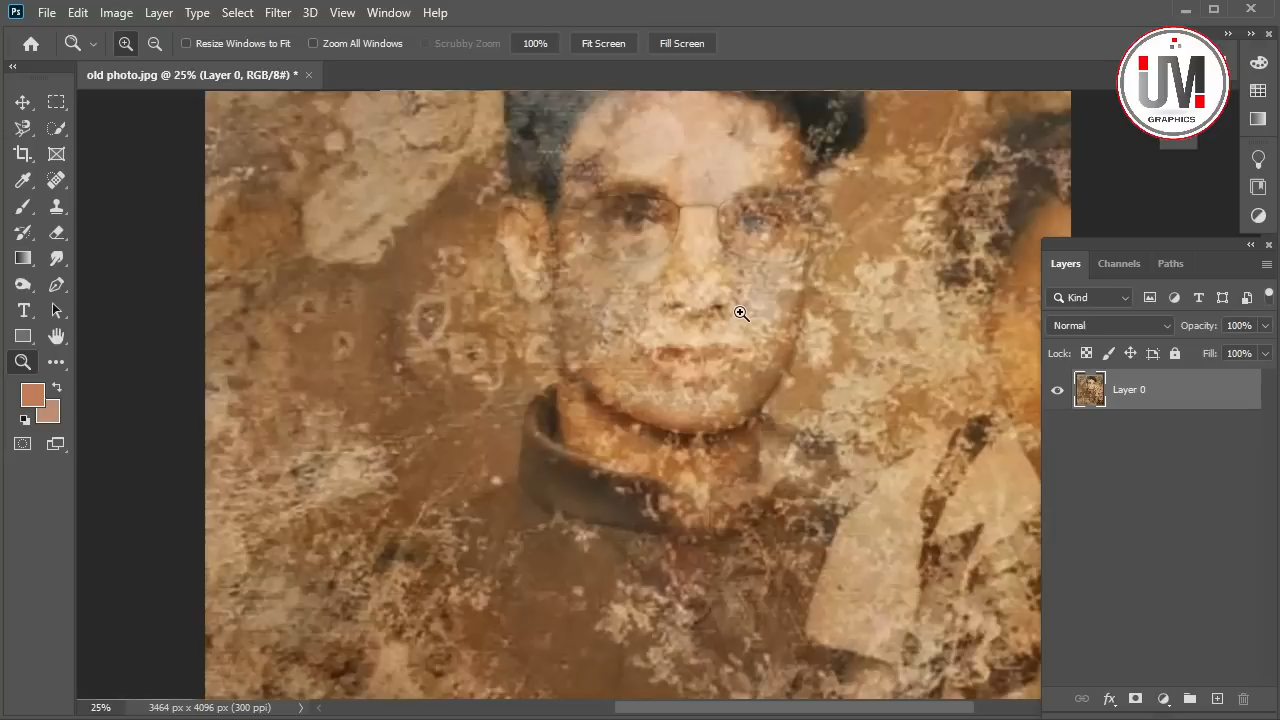 Ps File Edit Image Layer Type Select Filter 3D View Window Help
Resize Windows to Fit Zoom All Windows Scrubby Zoom 100% Fit Screen Fill Screen
old photo.jpg @ 25% (Layer 0, RGB/8#) *
UM
GRAPHICS
Layers Channels Paths
Kind
Normal Opacity: 100%
Lock: Fill: 100%
Layer 0
fx
25% 3464 px x 4096 px (300 ppi)